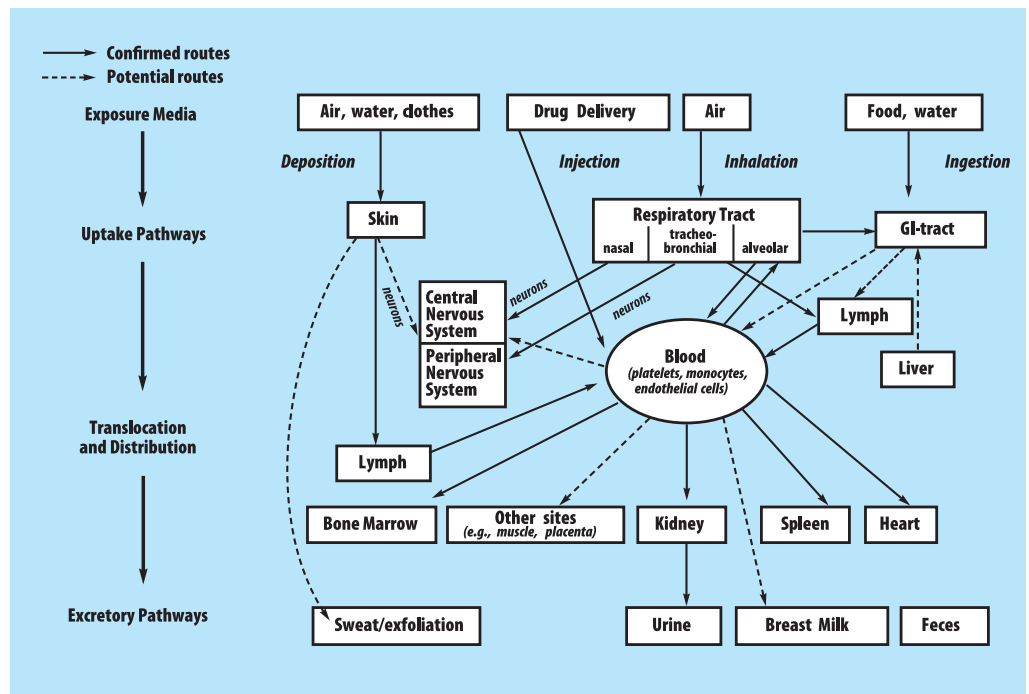 Confirmed routes
Potential routes
Exposure Media
Air, water, clothes
Drug Delivery
Air
Food, water
Deposition
Injection
Inhalation
Ingestion
Skin
Respiratory Tract
nasal
tracheo-
bronchial
alveolar
GI-tract
Uptake Pathways
neurons
neurons
neurons
Central
Nervous
System
Peripheral
Nervous
System
Lymph
Blood
(platelets, monocytes,
endothelial cells)
Liver
Translocation
and Distribution
Lymph
Bone Marrow
Other sites
(e.g., muscle, placenta)
Kidney
Spleen
Heart
Excretory Pathways
Sweat/exfoliation
Urine
Breast Milk
Feces